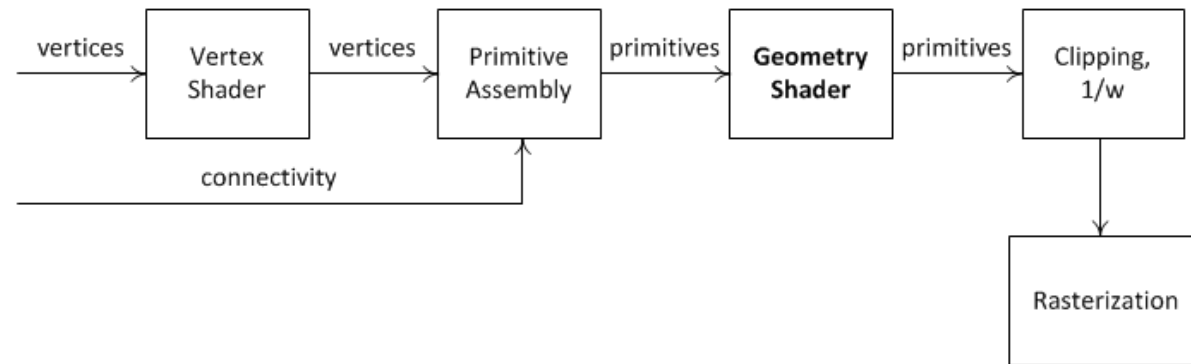 vertices
Vertex
Shader
vertices
Primitive
Assembly
primitives
Geometry
Shader
primitives
Clipping,
1/w
connectivity
Rasterization